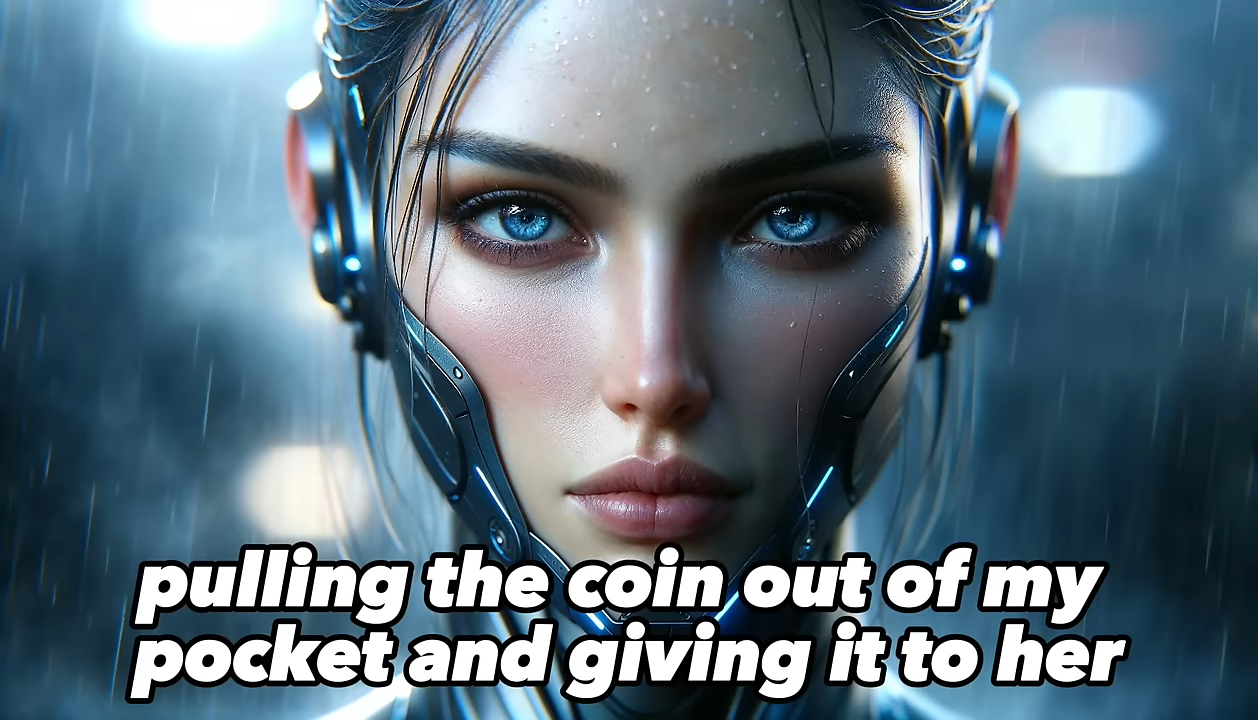 pulling the coin out of my
pocket and giving it to her